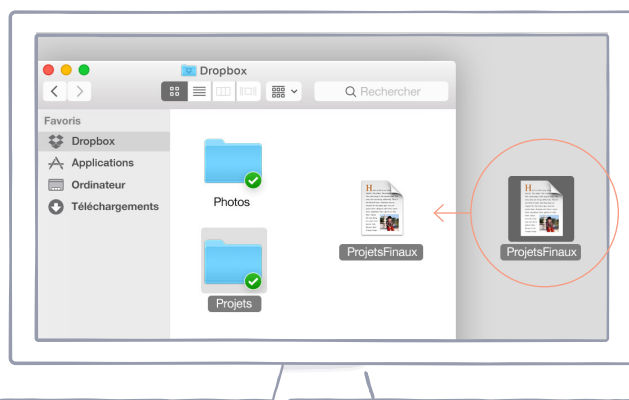 Dropbox
Rechercher
Favoris
Dropbox
Applications
Ordinateur
Téléchargements
Photos
Projets
ProjetsFinaux
ProjetsFinaux